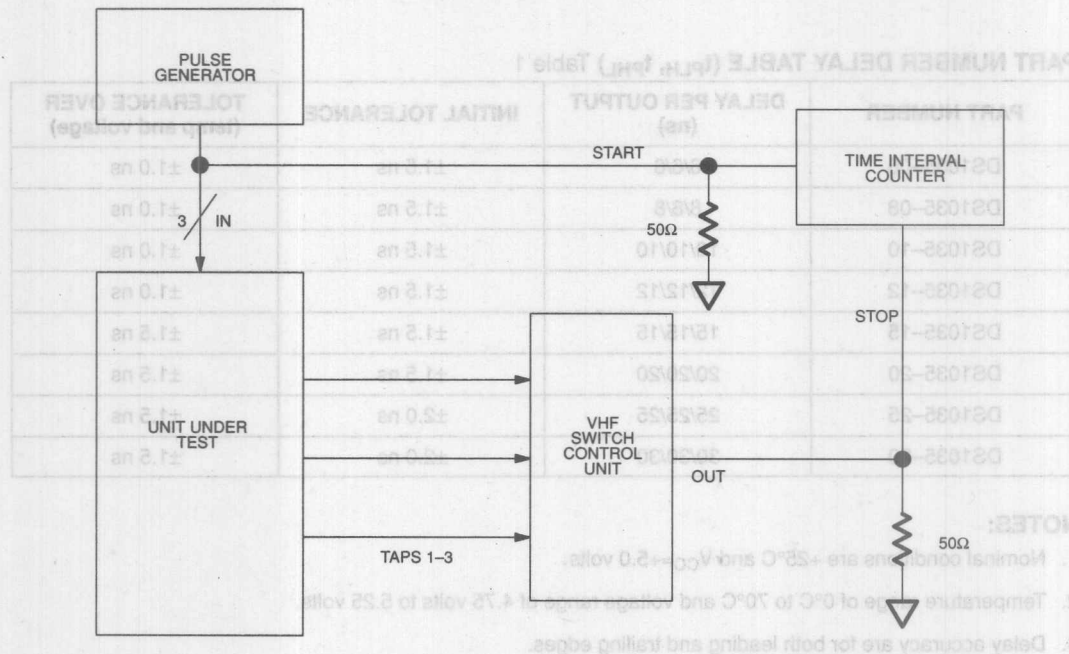 PULSE
GENERATOR
START
TIME INTERVAL
COUNTER
3
IN
50Ω
STOP
UNIT UNDER
TEST
VHF
SWITCH
CONTROL
UNIT
OUT
TAPS 1–3
50Ω
PART NUMBER DELAY TABLE (tPLH, tPHL) Table 1
PART NUMBER
DELAY PER OUTPUT
(ns)
INITIAL TOLERANCE
TOLERANCE OVER
(temp and voltage)
±1.5 ns ±1.0 ns
DS1035–08 8/8/8 ±1.5 ns ±1.0 ns
DS1035–10 10/10/10 ±1.5 ns ±1.0 ns
DS1035–12 12/12 ±1.5 ns ±1.0 ns
DS1035–15 15/15/15 ±1.5 ns ±1.5 ns
DS1035–20 20/20/20 ±1.5 ns ±1.5 ns
DS1035–25 25/25/25 ±2.0 ns ±1.5 ns
30/30/30 ±2.0 ns ±1.5 ns
NOTES:
Nominal conditions are +25°C and VCC=+5.0 volts.
Temperature range of 0°C to 70°C and voltage range of 4.75 volts to 5.25 volts.
Delay accuracy are for both leading and trailing edges.